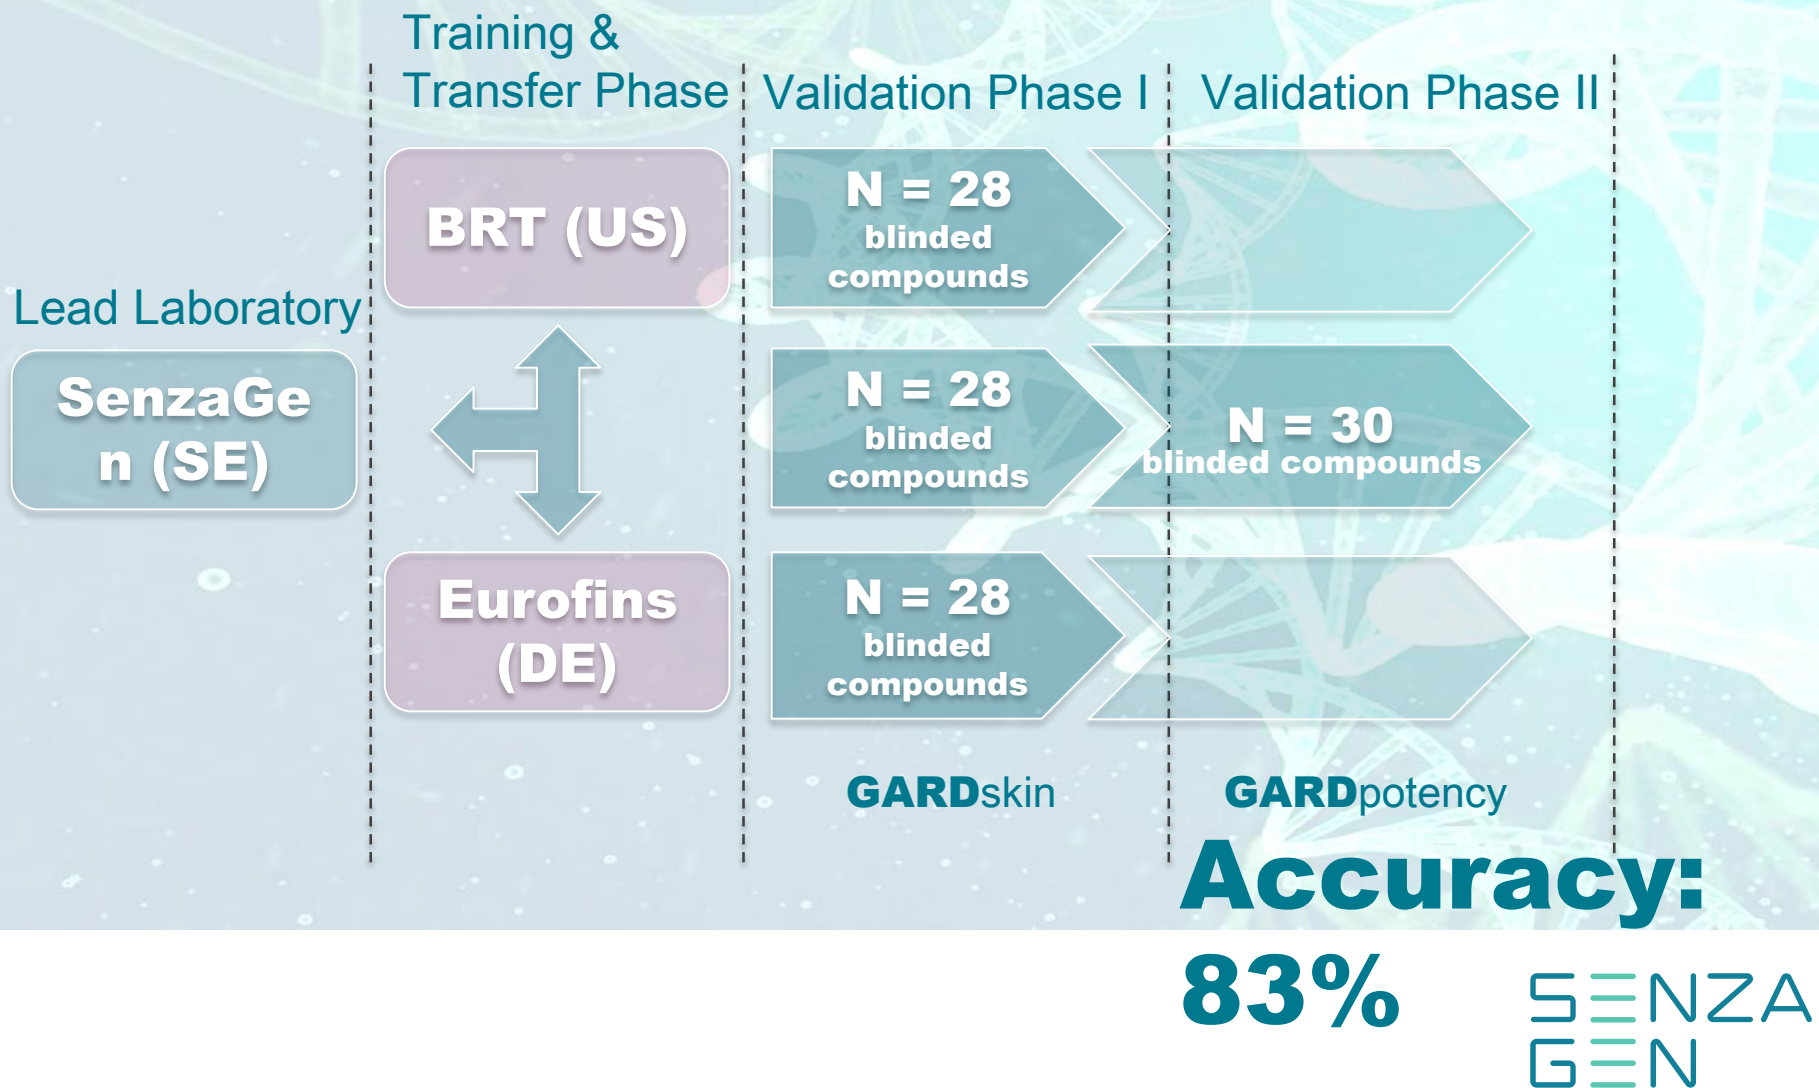 Training &
Transfer Phase
Validation Phase I
Validation Phase II
Lead Laboratory
SenzaGe
n (SE)
BRT (US)
Eurofins
(DE)
N = 28
blinded
compounds
N = 28
blinded
compounds
N = 30
blinded compounds
N = 28
blinded
compounds
GARDskin
GARDpotency
Accuracy:
83%
SENZA
GEN